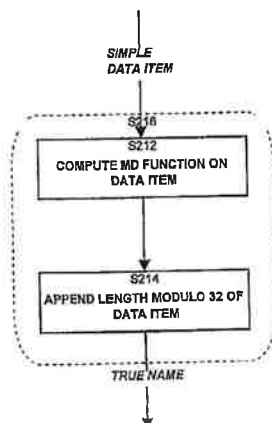 SIMPLE
DATA ITEM
S216
S212
COMPUTE MD FUNCTION ON
DATA ITEM
S214
APPEND LENGTH MODULO 32 OF
DATA ITEM
TRUE NAME